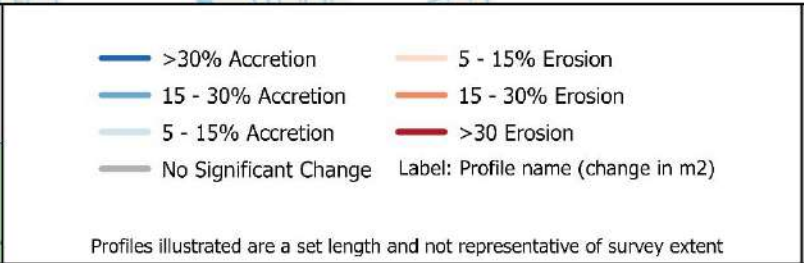 >30% Accretion
15 - 30% Accretion
5 - 15% Accretion
No Significant Change
5 - 15% Erosion
15 - 30% Erosion
>30 Erosion
Label: Profile name (change in m2)
Profiles illustrated are a set length and not representative of survey extent